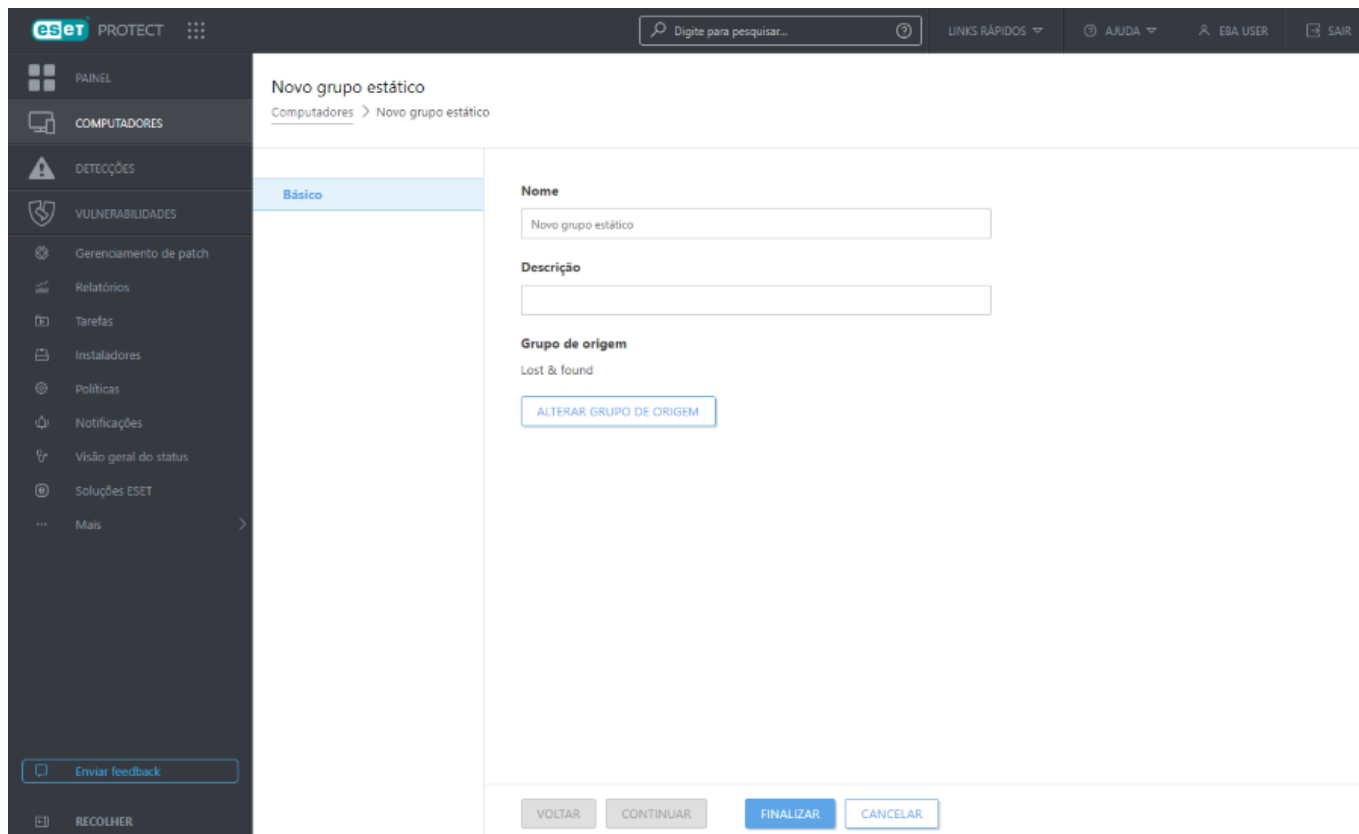 eset PROTECT
Digite para pesquisar...
LINKS RÁPIDOS
AJUDA
EBA USER
SAIR
PAINEL
COMPUTADORES
DETECÇÕES
VULNERABILIDADES
Gerenciamento de patch
Relatórios
Tarefas
Instaladores
Políticas
Notificações
Visão geral do status
Soluções ESET
Mais
Enviar feedback
RECOLHER
Novo grupo estático
Computadores > Novo grupo estático
Básico
Nome
Novo grupo estático
Descrição
Grupo de origem
Lost & found
ALTERAR GRUPO DE ORIGEM
VOLTAR
CONTINUAR
FINALIZAR
CANCELAR